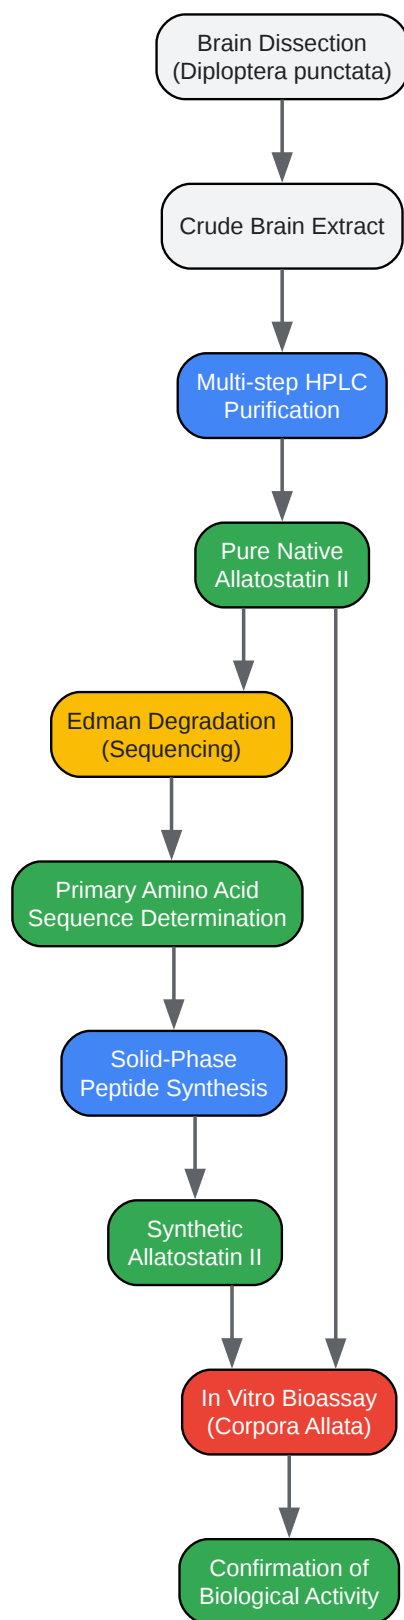 Brain Dissection
(Diploptera punctata)
Crude Brain Extract
Multi-step HPLC
Purification
Pure Native
Allatostatin II
Edman Degradation
(Sequencing)
Primary Amino Acid
Sequence Determination
Solid-Phase
Peptide Synthesis
Synthetic
Allatostatin II
In Vitro Bioassay
(Corpora Allata)
Confirmation of
Biological Activity